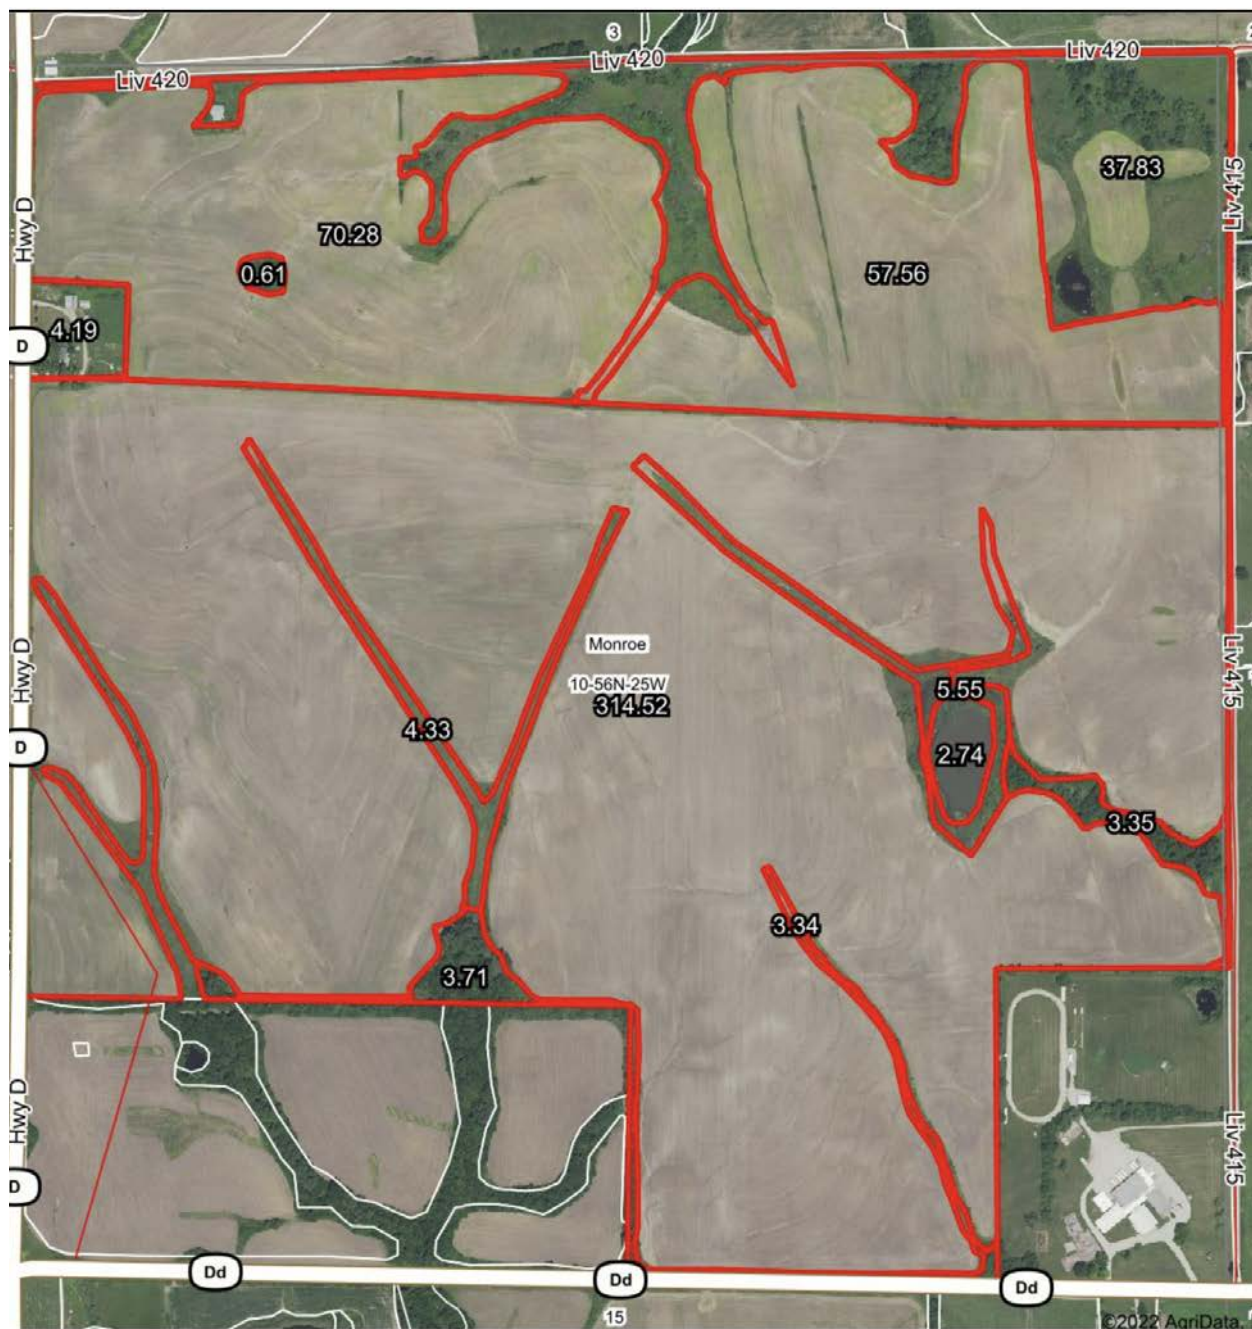 3
Liv 420
Liv 420
Liv 420
37.83
Liv 415
Hwy D
70.28
0.61
57.56
4.19
D
Monroe
10-56N-25W
314.52
Hwy D
Liv 415
5.55
4.33
D
2.74
3.35
3.34
3.71
Hwy D
Liv 415
D
Dd
Dd
Dd
15
©2022 AgriData,